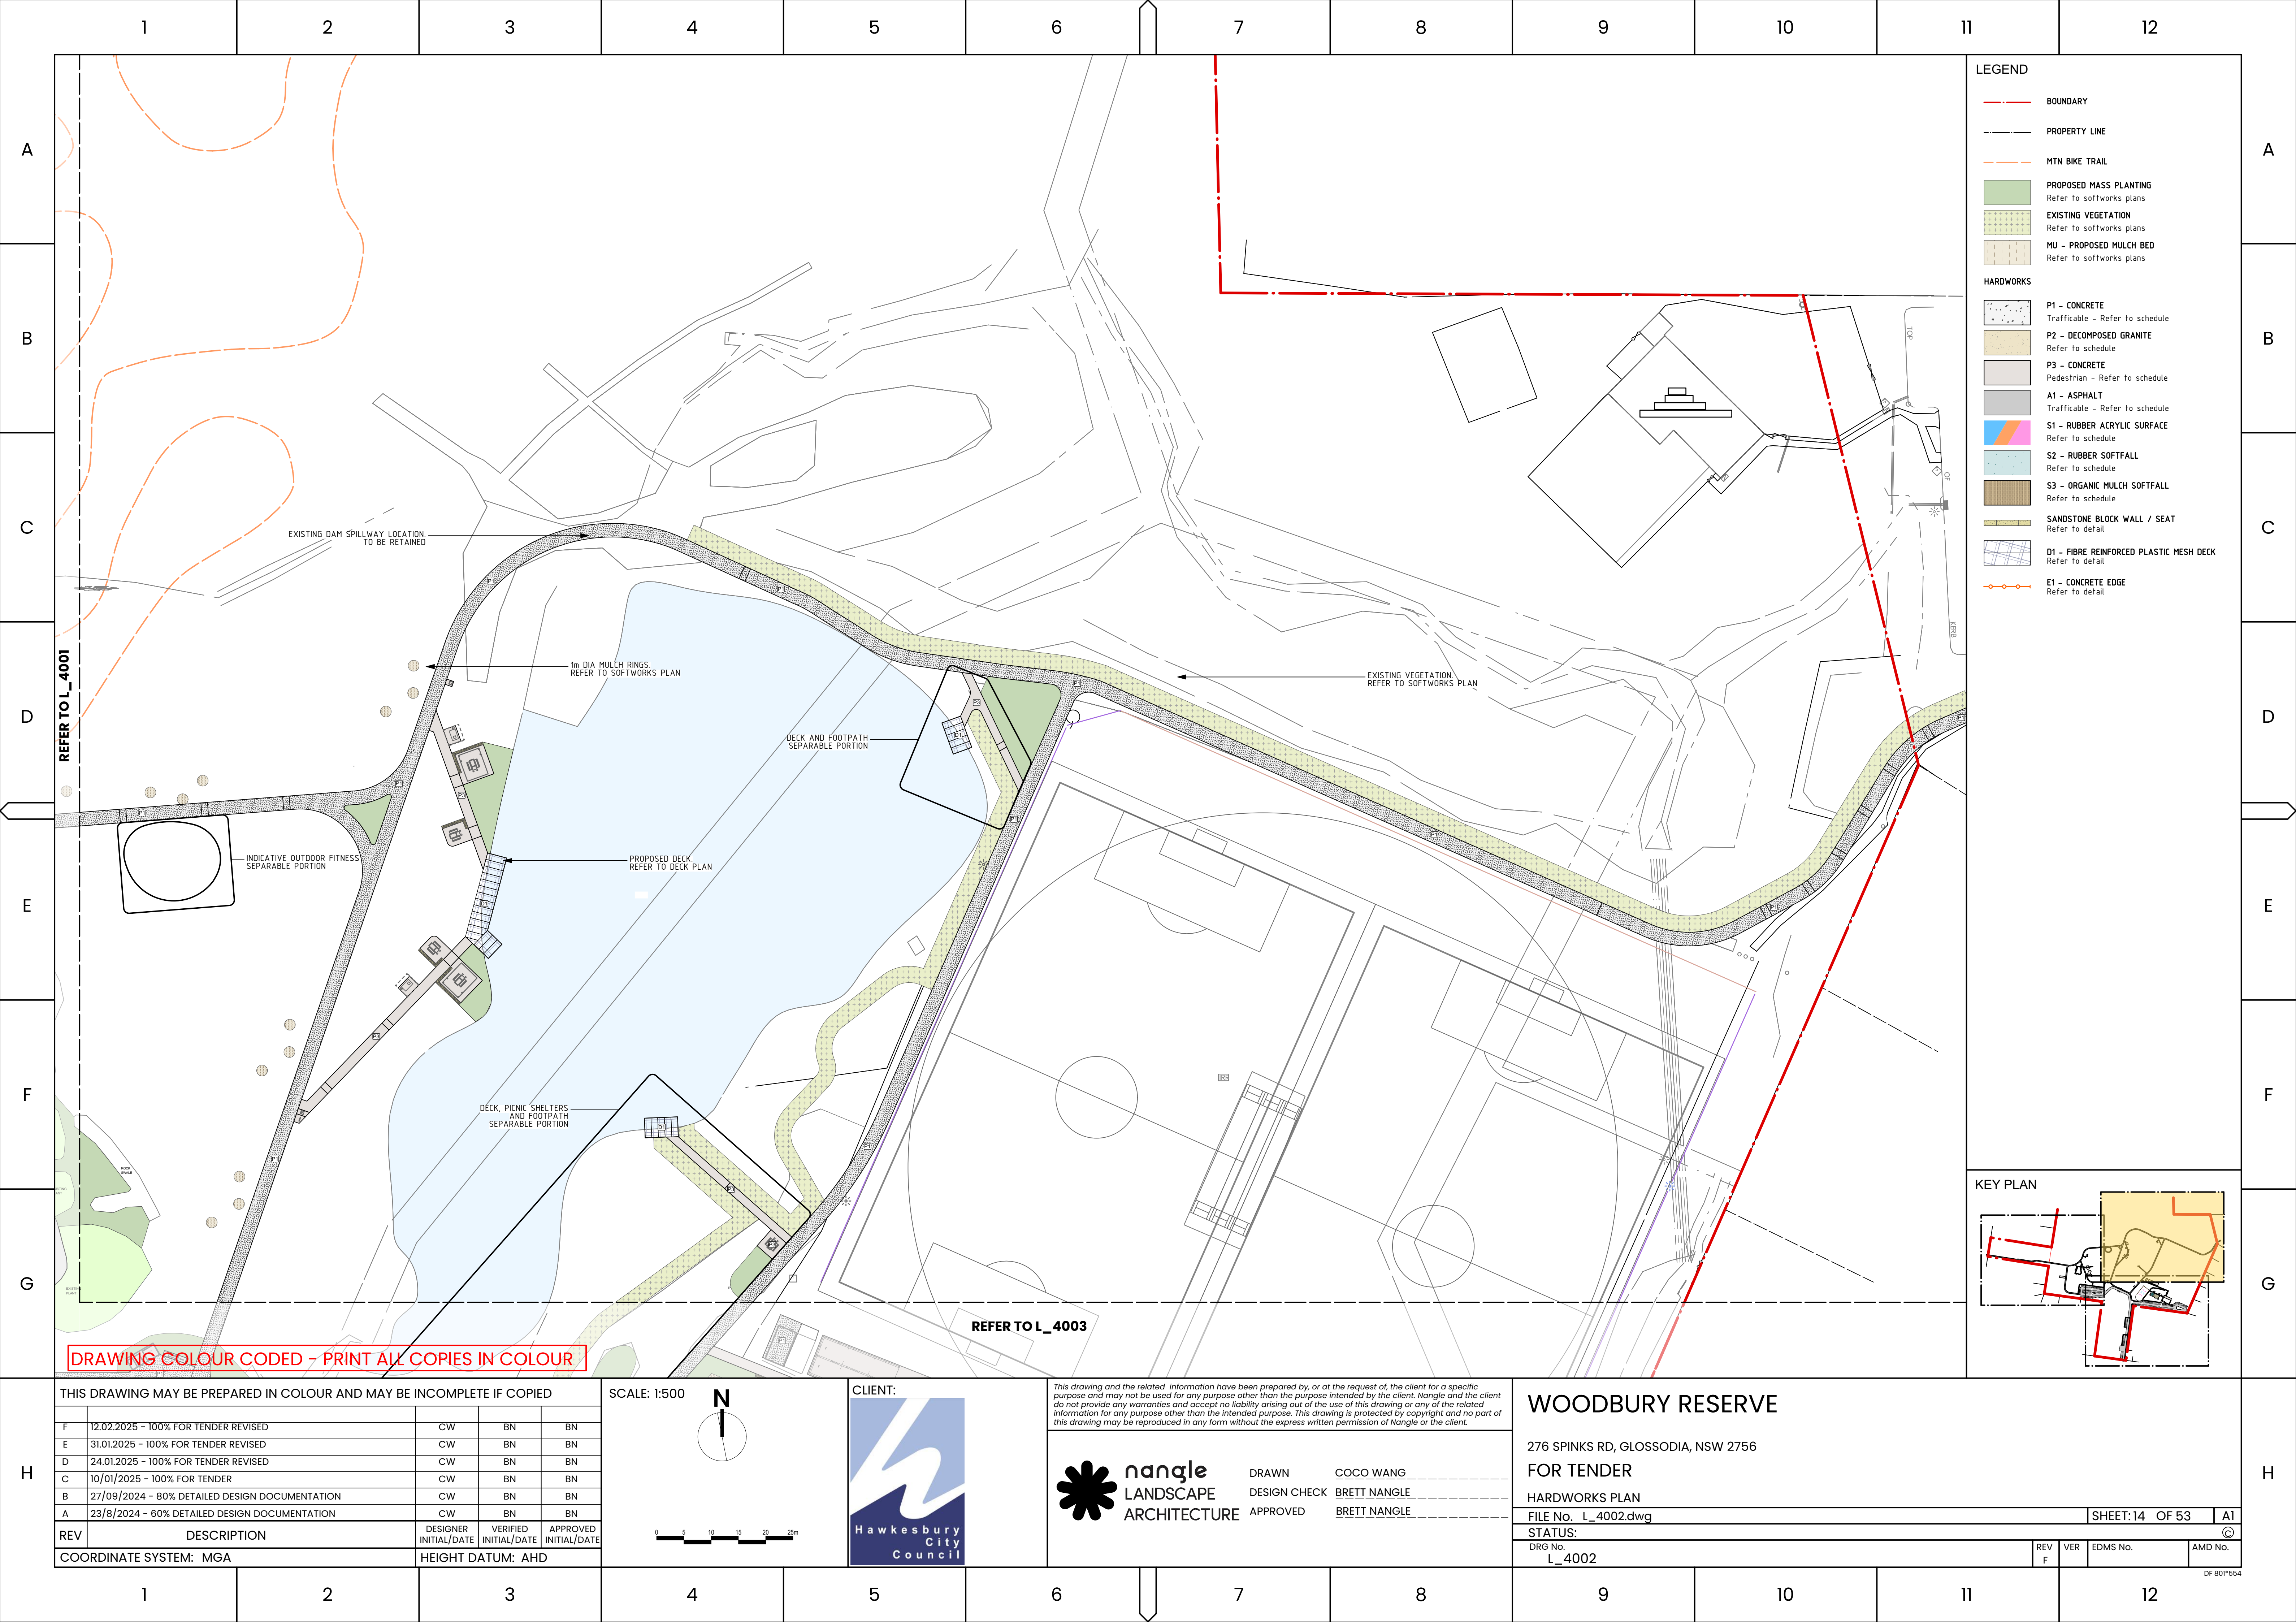 1 2 3 4 5 6 7 8 9 10 11 12
A
B
C
D
E
F
G
H
A
B
C
D
E
F
G
H
REFER TO L_4001
EXISTING DAM SPILLWAY LOCATION.
TO BE RETAINED
1m DIA MULCH RINGS.
REFER TO SOFTWORKS PLAN
EXISTING VEGETATION.
REFER TO SOFTWORKS PLAN
DECK AND FOOTPATH
SEPARABLE PORTION
INDICATIVE OUTDOOR FITNESS
SEPARABLE PORTION
PROPOSED DECK.
REFER TO DECK PLAN
DECK, PICNIC SHELTERS
AND FOOTPATH
SEPARABLE PORTION
TOP
KERB
P3
P3
P3
P3
REFER TO L_4003
DRAWING COLOUR CODED - PRINT ALL COPIES IN COLOUR
LEGEND
BOUNDARY
PROPERTY LINE
MTN BIKE TRAIL
PROPOSED MASS PLANTING
Refer to softworks plans
EXISTING VEGETATION
Refer to softworks plans
MU - PROPOSED MULCH BED
Refer to softworks plans
HARDWORKS
P1 - CONCRETE
Trafficable - Refer to schedule
P2 - DECOMPOSED GRANITE
Refer to schedule
P3 - CONCRETE
Pedestrian - Refer to schedule
A1 - ASPHALT
Trafficable - Refer to schedule
S1 - RUBBER ACRYLIC SURFACE
Refer to schedule
S2 - RUBBER SOFTFALL
Refer to schedule
S3 - ORGANIC MULCH SOFTFALL
Refer to schedule
SANDSTONE BLOCK WALL / SEAT
Refer to detail
D1 - FIBRE REINFORCED PLASTIC MESH DECK
Refer to detail
E1 - CONCRETE EDGE
Refer to detail
KEY PLAN
THIS DRAWING MAY BE PREPARED IN COLOUR AND MAY BE INCOMPLETE IF COPIED
F 12.02.2025 - 100% FOR TENDER REVISED CW BN BN
E 31.01.2025 - 100% FOR TENDER REVISED CW BN BN
D 24.01.2025 - 100% FOR TENDER REVISED CW BN BN
C 10/01/2025 - 100% FOR TENDER CW BN BN
B 27/09/2024 - 80% DETAILED DESIGN DOCUMENTATION CW BN BN
A 23/8/2024 - 60% DETAILED DESIGN DOCUMENTATION CW BN BN
REV DESCRIPTION DESIGNER INITIAL/DATE VERIFIED INITIAL/DATE APPROVED INITIAL/DATE
COORDINATE SYSTEM: MGA HEIGHT DATUM: AHD
SCALE: 1:500
N
0 5 10 15 20 25m
CLIENT:
Hawkesbury
City
Council
This drawing and the related information have been prepared by, or at the request of, the client for a specific
purpose and may not be used for any purpose other than the purpose intended by the client. Nangle and the client
do not provide any warranties and accept no liability arising out of the use of this drawing or any of the related
information for any purpose other than the intended purpose. This drawing is protected by copyright and no part of
this drawing may be reproduced in any form without the express written permission of Nangle or the client.
nangle
LANDSCAPE
ARCHITECTURE
DRAWN COCO WANG
DESIGN CHECK BRETT NANGLE
APPROVED BRETT NANGLE
WOODBURY RESERVE
276 SPINKS RD, GLOSSODIA, NSW 2756
FOR TENDER
HARDWORKS PLAN
FILE No. L_4002.dwg SHEET: 14 OF 53 A1
STATUS: ©
DRG No. L_4002 REV F VER EDMS No. AMD No.
DF 801*554
1 2 3 4 5 6 7 8 9 10 11 12